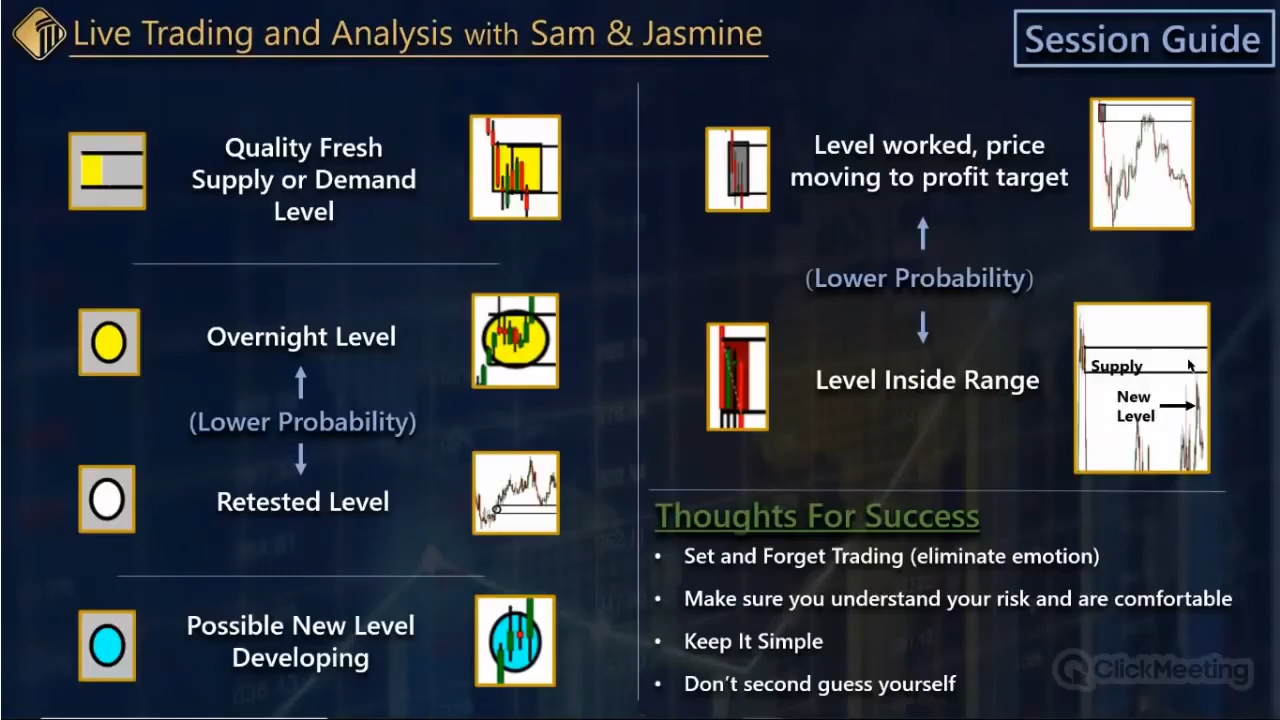 Live Trading and Analysis with Sam & Jasmine
Session Guide
Quality Fresh
Supply or Demand
Level
Overnight Level
(Lower Probability)
Retested Level
Possible New Level
Developing
Level worked, price
moving to profit target
(Lower Probability)
Level Inside Range
Supply
New
Level
Thoughts For Success
• Set and Forget Trading (eliminate emotion)
• Make sure you understand your risk and are comfortable
• Keep It Simple
• Don't second guess yourself
ClickMeeting